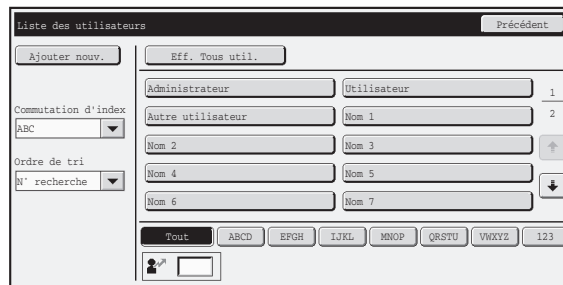 Liste des utilisateurs Précédent
Ajouter nouv. Eff. Tous util.
Administrateur Utilisateur 1
Commutation d'index Autre utilisateur Nom 1 2
ABC
Nom 2 Nom 3
Ordre de tri
N° recherche Nom 4 Nom 5
Nom 6 Nom 7
Tout ABCD EFGH IJKL MNOP QRSTU VWXYZ 123